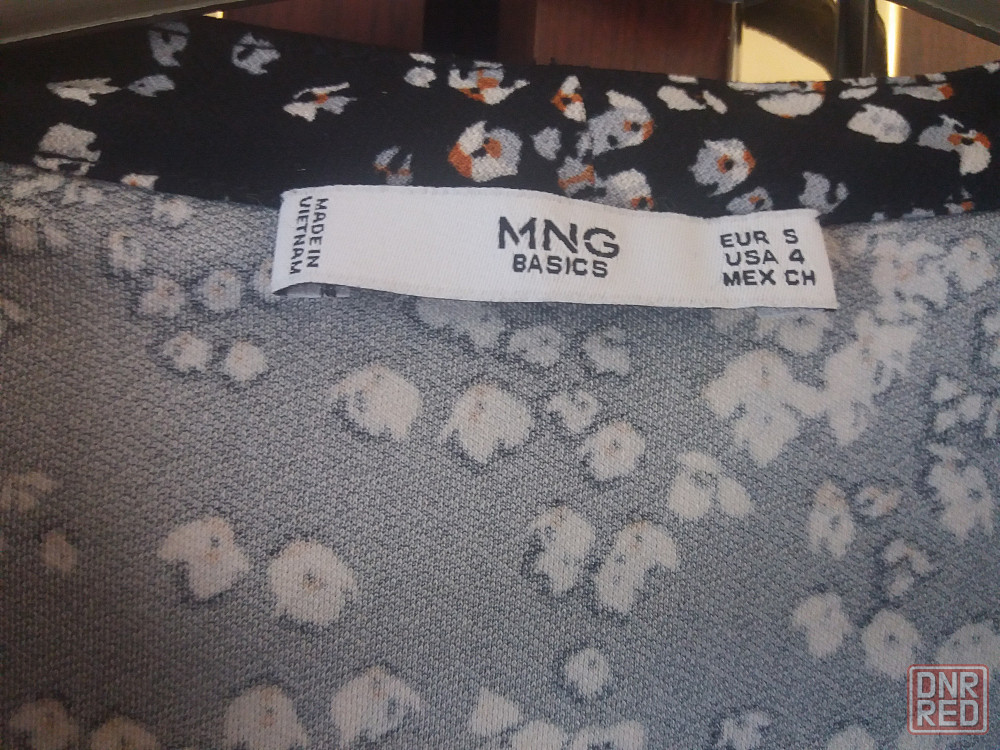 MADE IN
VIETNAM
MNG
BASICS
EUR S
USA 4
MEX CH
DNR
RED